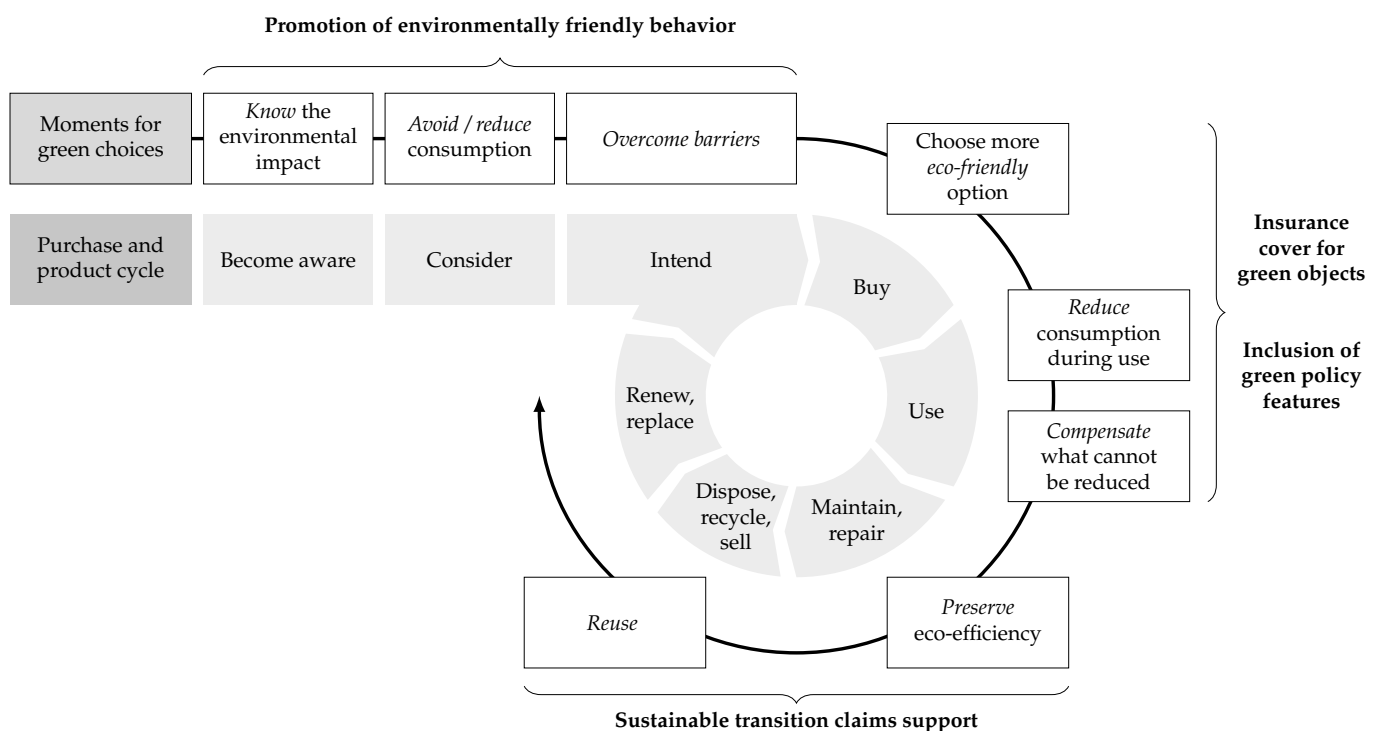 Promotion of environmentally friendly behavior
Moments for
green choices
Know the
environmental
impact
Avoid / reduce
consumption
Overcome barriers
Choose more
eco-friendly
option
Purchase and
product cycle
Become aware
Consider
Intend
Buy
Insurance
cover for
green objects
Reduce
consumption
during use
Inclusion of
green policy
features
Renew,
replace
Use
Compensate
what cannot
be reduced
Dispose,
recycle,
sell
Maintain,
repair
Reuse
Preserve
eco-efficiency
Sustainable transition claims support